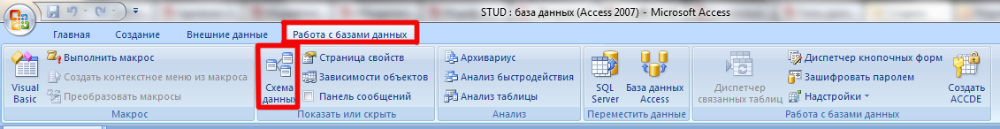 STUD : база данных (Access 2007) - Microsoft Access
Главная Создание Внешние данные Работа с базами данных
Visual Basic
Выполнить макрос
Создать контекстное меню из макроса
Преобразовать макросы
Макрос
Схема данных
Страница свойств
Зависимости объектов
Панель сообщений
Показать или скрыть
Архивариус
Анализ быстродействия
Анализ таблицы
Анализ
SQL Server
База данных Access
Переместить данные
Диспетчер связанных таблиц
Диспетчер кнопочных форм
Зашифровать паролем
Надстройки
Создать ACCDE
Работа с базами данных